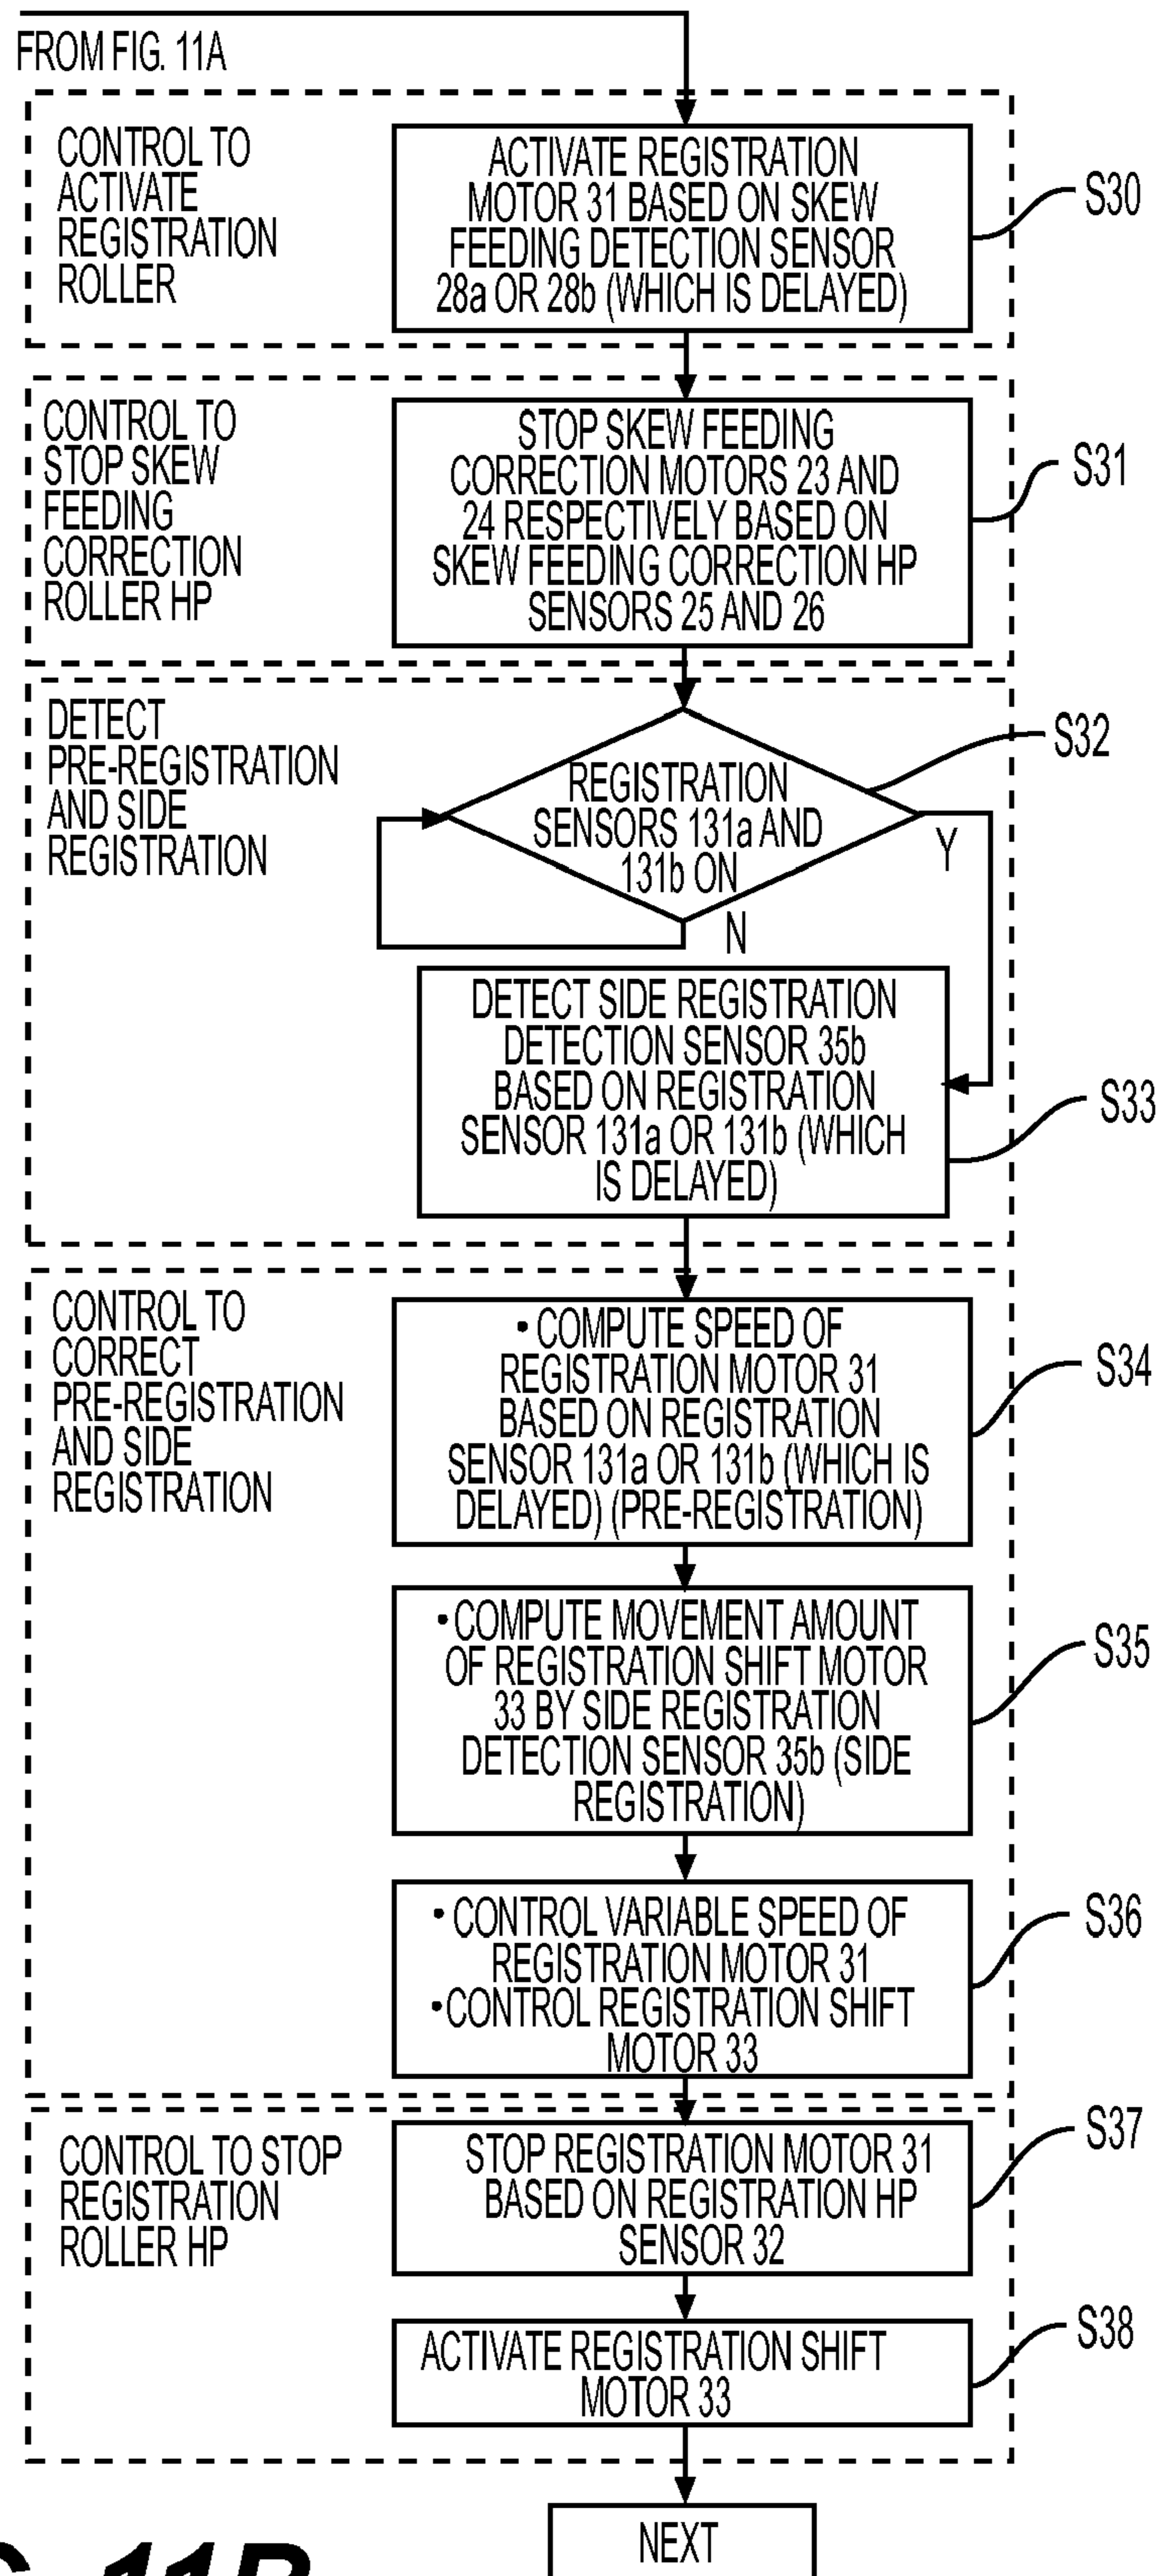 FROM FIG. 11A
CONTROL TO
ACTIVATE
REGISTRATION
ROLLER
ACTIVATE REGISTRATION
MOTOR 31 BASED ON SKEW
FEEDING DETECTION SENSOR
28a OR 28b (WHICH IS DELAYED)
S30
CONTROL TO
STOP SKEW
FEEDING
CORRECTION
ROLLER HP
STOP SKEW FEEDING
CORRECTION MOTORS 23 AND
24 RESPECTIVELY BASED ON
SKEW FEEDING CORRECTION HP
SENSORS 25 AND 26
S31
DETECT
PRE-REGISTRATION
AND SIDE
REGISTRATION
REGISTRATION
SENSORS 131a AND
131b ON
S32
Y
N
DETECT SIDE REGISTRATION
DETECTION SENSOR 35b
BASED ON REGISTRATION
SENSOR 131a OR 131b (WHICH
IS DELAYED)
S33
CONTROL TO
CORRECT
PRE-REGISTRATION
AND SIDE
REGISTRATION
• COMPUTE SPEED OF
REGISTRATION MOTOR 31
BASED ON REGISTRATION
SENSOR 131a OR 131b (WHICH IS
DELAYED) (PRE-REGISTRATION)
S34
• COMPUTE MOVEMENT AMOUNT
OF REGISTRATION SHIFT MOTOR
33 BY SIDE REGISTRATION
DETECTION SENSOR 35b (SIDE
REGISTRATION)
S35
• CONTROL VARIABLE SPEED OF
REGISTRATION MOTOR 31
• CONTROL REGISTRATION SHIFT
MOTOR 33
S36
CONTROL TO STOP
REGISTRATION
ROLLER HP
STOP REGISTRATION MOTOR 31
BASED ON REGISTRATION HP
SENSOR 32
S37
ACTIVATE REGISTRATION SHIFT
MOTOR 33
S38
NEXT